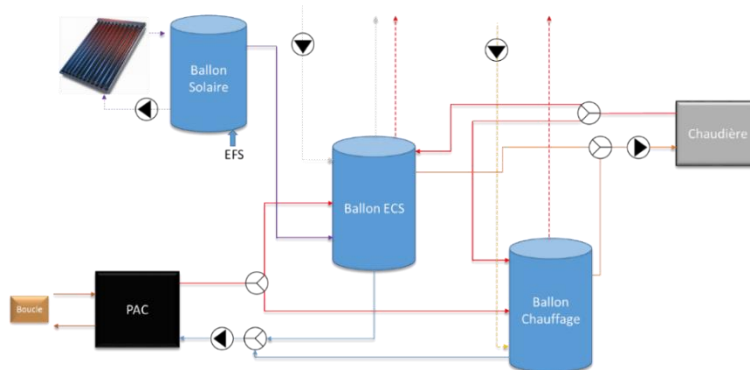 Ballon
Solaire
EFS
Chaudière
Ballon ECS
PAC
Boucle
Ballon
Chauffage